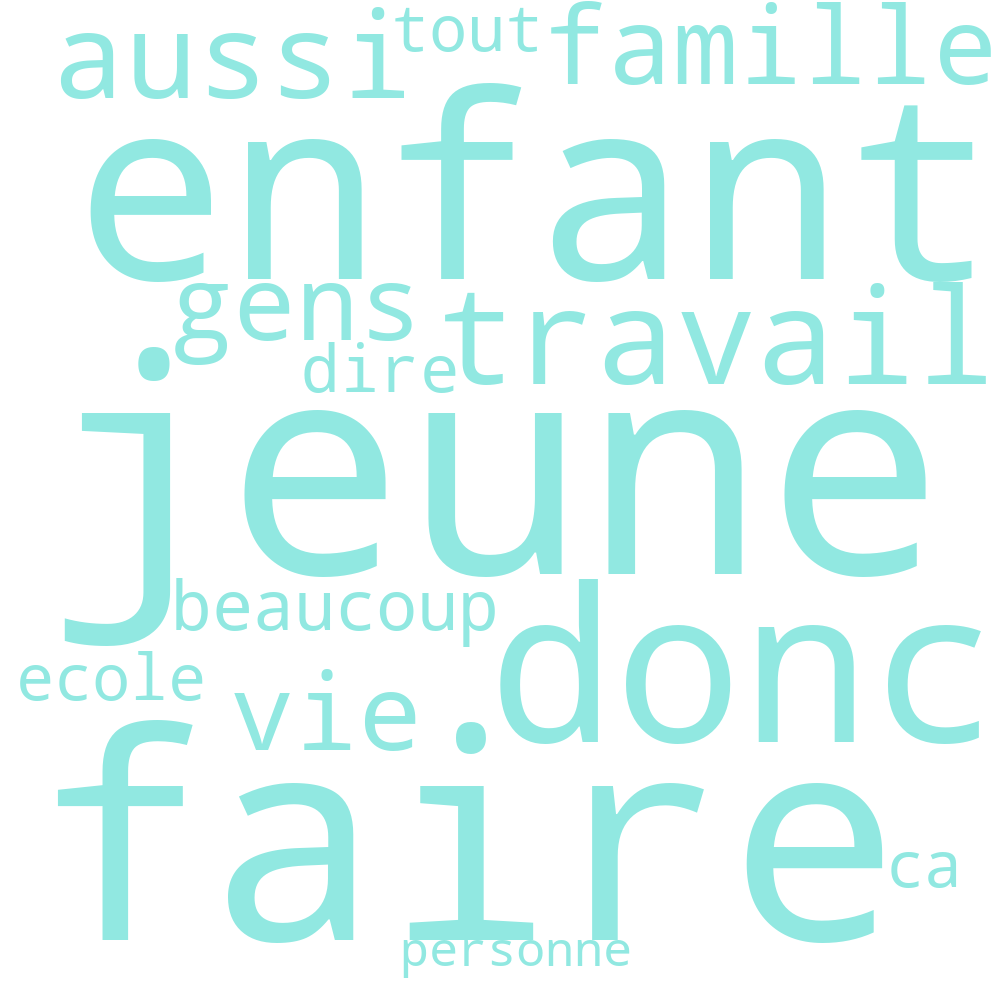 aussi tout famille
enfant
gens travail
dire
jeune
beaucoup donc
ecole vie
faire
ca
personne